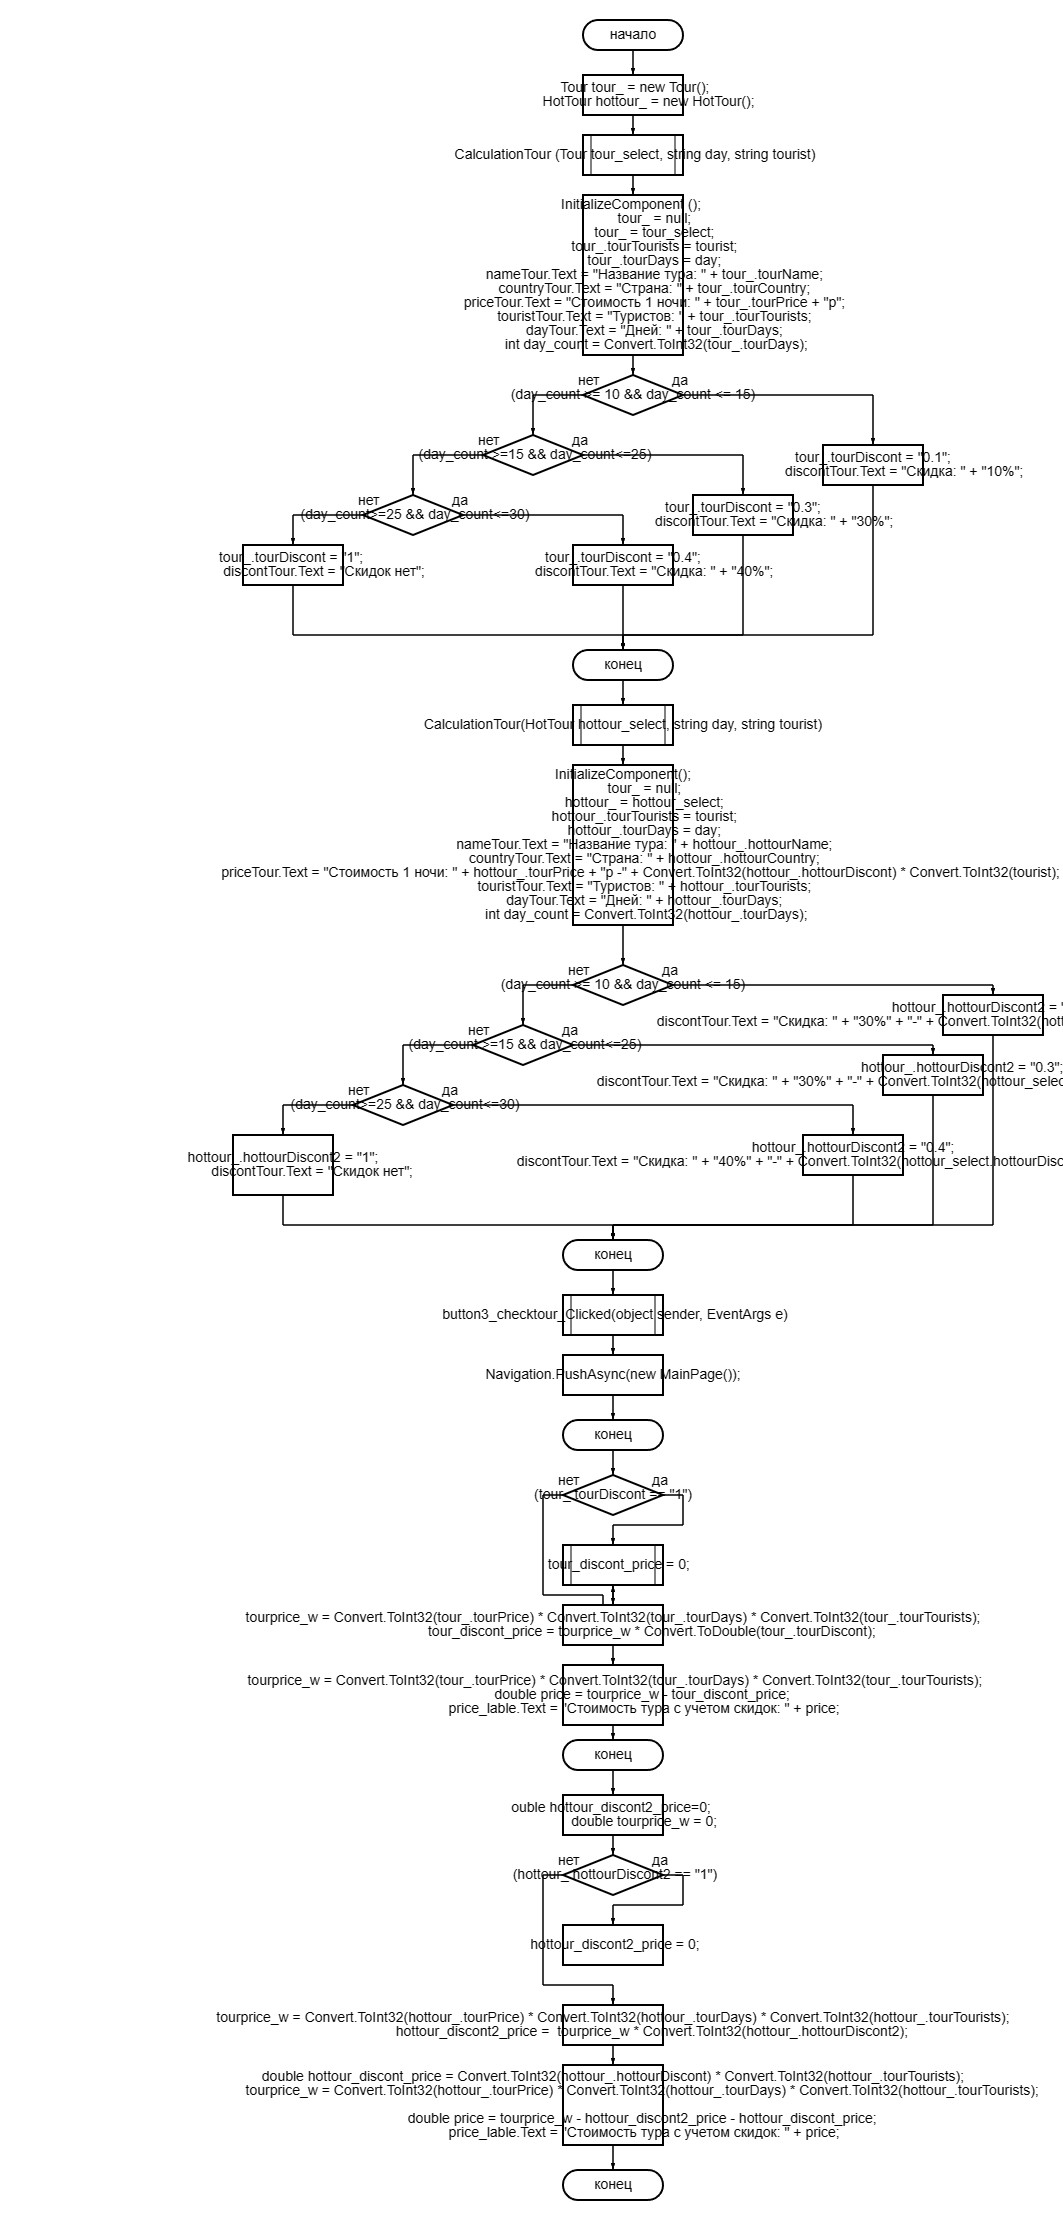 начало
Tour tour_ = new Tour();
HotTour hottour_ = new HotTour();
CalculationTour (Tour tour_select, string day, string tourist)
InitializeComponent ();
tour_ = null;
tour_ = tour_select;
tour_.tourTourists = tourist;
tour_.tourDays = day;
nameTour.Text = "Название тура: " + tour_.tourName;
countryTour.Text = "Страна: " + tour_.tourCountry;
priceTour.Text = "Стоимость 1 ночи: " + tour_.tourPrice + "р";
touristTour.Text = "Туристов: " + tour_.tourTourists;
dayTour.Text = "Дней: " + tour_.tourDays;
int day_count = Convert.ToInt32(tour_.tourDays);
нет да
(day_count >= 10 && day_count <= 15)
нет да
(day_count >=15 && day_count<=25)
tour_.tourDiscont = "0.1";
discontTour.Text = "Скидка: " + "10%";
нет да
(day_count>=25 && day_count<=30)
tour_.tourDiscont = "0.3";
discontTour.Text = "Скидка: " + "30%";
tour_.tourDiscont = "1";
discontTour.Text = "Скидок нет";
tour_.tourDiscont = "0.4";
discontTour.Text = "Скидка: " + "40%";
конец
CalculationTour(HotTour hottour_select, string day, string tourist)
InitializeComponent();
tour_ = null;
hottour_ = hottour_select;
hottour_.tourTourists = tourist;
hottour_.tourDays = day;
nameTour.Text = "Название тура: " + hottour_.hottourName;
countryTour.Text = "Страна: " + hottour_.hottourCountry;
priceTour.Text = "Стоимость 1 ночи: " + hottour_.tourPrice + "р -" + Convert.ToInt32(hottour_.hottourDiscont) * Convert.ToInt32(tourist);
touristTour.Text = "Туристов: " + hottour_.tourTourists;
dayTour.Text = "Дней: " + hottour_.tourDays;
int day_count = Convert.ToInt32(hottour_.tourDays);
нет да
(day_count >= 10 && day_count <= 15)
hottour_.hottourDiscont2 = "
discontTour.Text = "Скидка: " + "30%" + "-" + Convert.ToInt32(hott
нет да
(day_count >=15 && day_count<=25)
hottour_.hottourDiscont2 = "0.3";
discontTour.Text = "Скидка: " + "30%" + "-" + Convert.ToInt32(hottour_selec
нет да
(day_count>=25 && day_count<=30)
hottour_.hottourDiscont2 = "1";
discontTour.Text = "Скидок нет";
hottour_.hottourDiscont2 = "0.4";
discontTour.Text = "Скидка: " + "40%" + "-" + Convert.ToInt32(hottour_select.hottourDisc
конец
button3_checktour_Clicked(object sender, EventArgs e)
Navigation.PushAsync(new MainPage());
конец
нет да
(tour_.tourDiscont == "1")
tour_discont_price = 0;
tourprice_w = Convert.ToInt32(tour_.tourPrice) * Convert.ToInt32(tour_.tourDays) * Convert.ToInt32(tour_.tourTourists);
tour_discont_price = tourprice_w * Convert.ToDouble(tour_.tourDiscont);
tourprice_w = Convert.ToInt32(tour_.tourPrice) * Convert.ToInt32(tour_.tourDays) * Convert.ToInt32(tour_.tourTourists);
double price = tourprice_w - tour_discont_price;
price_lable.Text = "Стоимость тура с учетом скидок: " + price;
конец
ouble hottour_discont2_price=0;
double tourprice_w = 0;
нет да
(hottour_.hottourDiscont2 == "1")
hottour_discont2_price = 0;
tourprice_w = Convert.ToInt32(hottour_.tourPrice) * Convert.ToInt32(hottour_.tourDays) * Convert.ToInt32(hottour_.tourTourists);
hottour_discont2_price = tourprice_w * Convert.ToInt32(hottour_.hottourDiscont2);
double hottour_discont_price = Convert.ToInt32(hottour_.hottourDiscont) * Convert.ToInt32(hottour_.tourTourists);
tourprice_w = Convert.ToInt32(hottour_.tourPrice) * Convert.ToInt32(hottour_.tourDays) * Convert.ToInt32(hottour_.tourTourists);
double price = tourprice_w - hottour_discont2_price - hottour_discont_price;
price_lable.Text = "Стоимость тура с учетом скидок: " + price;
конец